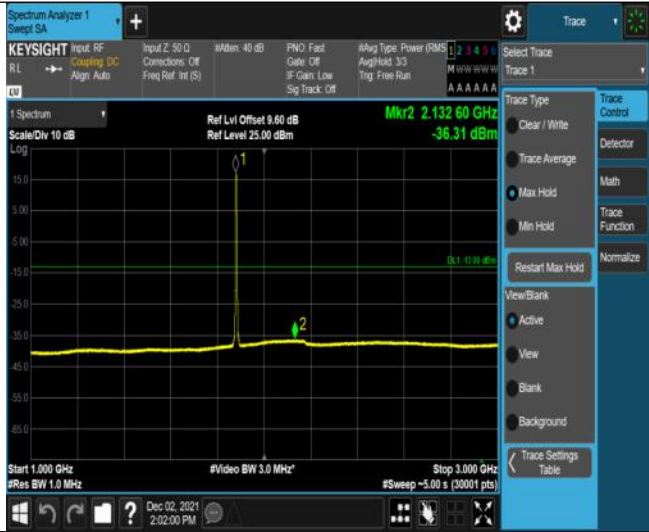 Spectrum Analyzer 1
Swept SA
+
Trace
KEYSIGHT
RL
Input: RF
Coupling: DC
Align: Auto
Input Z: 50 Ω
Corrections: Off
Freq Ref: Int (S)
#Atten: 40 dB
PNO: Fast
Gate: Off
IF Gain: Low
Sig Track: Off
#Avg Type: Power (RMS
Avg|Hold: 3/3
Trig: Free Run
1 2 3 4 5 6
M W W W W W
A A A A A A
LV
Select Trace
Trace 1
1 Spectrum
Scale/Div 10 dB
Log
Ref Lvl Offset 9.60 dB
Ref Level 25.00 dBm
Mkr2 2.132 60 GHz
-36.31 dBm
15.0
5.00
-5.00
-15.0
-25.0
-35.0
-45.0
-55.0
-65.0
1
2
DL1 -13.00 dBm
Start 1.000 GHz
#Res BW 1.0 MHz
#Video BW 3.0 MHz*
Stop 3.000 GHz
#Sweep ~5.00 s (30001 pts)
Trace Type
Clear / Write
Trace Average
Max Hold
Min Hold
Restart Max Hold
View/Blank
Active
View
Blank
Background
Trace Settings
Table
Trace
Control
Detector
Math
Trace
Function
Normalize
?
Dec 02, 2021
2:02:00 PM